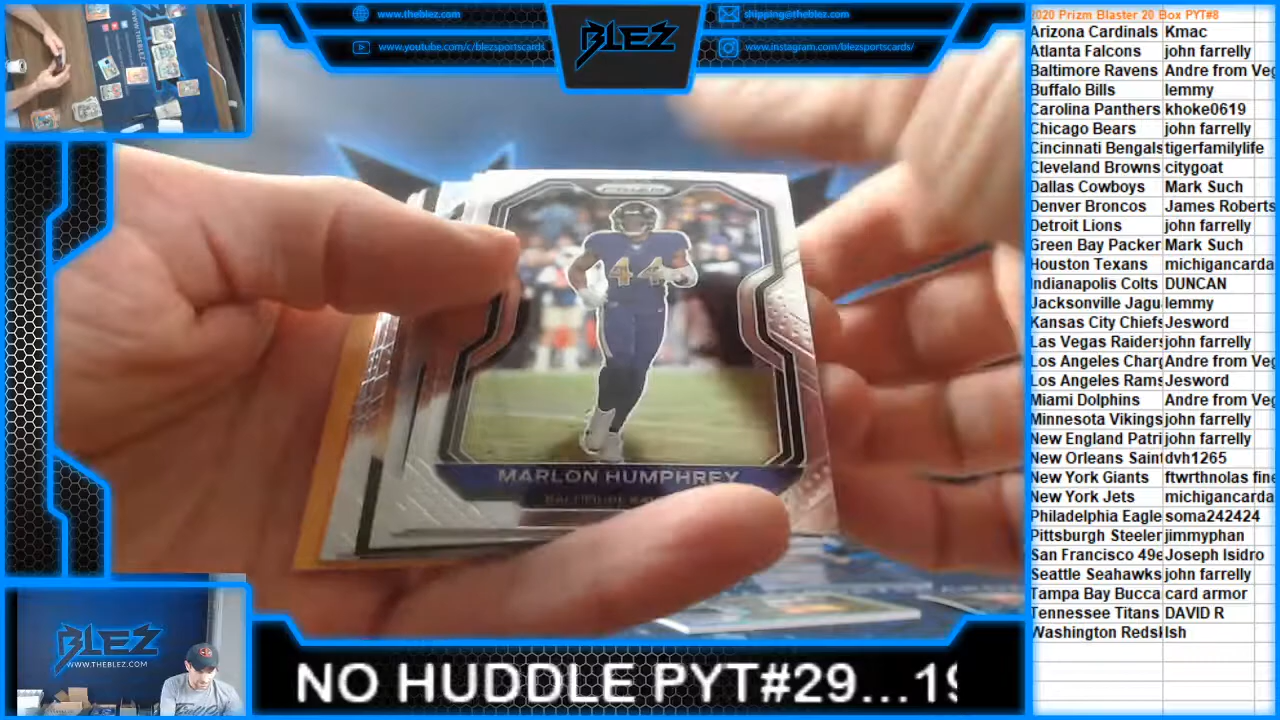 www.theblez.com
www.youtube.com/c/blezsportscards
BLEZ
shipping@theblez.com
www.instagram.com/blezsportscards/
2020 Prizm Blaster 20 Box PYT#8
Arizona Cardinals Kmac
Atlanta Falcons john farrelly
Baltimore Ravens Andre from Veg
Buffalo Bills lemmy
Carolina Panthers khoke0619
Chicago Bears john farrelly
Cincinnati Bengals tigerfamilylife
Cleveland Browns citygoat
Dallas Cowboys Mark Such
Denver Broncos James Roberts
Detroit Lions john farrelly
Green Bay Packer Mark Such
Houston Texans michigancarda
Indianapolis Colts DUNCAN
Jacksonville Jagu lemmy
Kansas City Chiefs Jesword
Las Vegas Raiders john farrelly
Los Angeles Charg Andre from Veg
Los Angeles Rams Jesword
Miami Dolphins Andre from Veg
Minnesota Vikings john farrelly
New England Patri john farrelly
New Orleans Saint dvh1265
New York Giants ftwrthnolas fine
New York Jets michigancarda
Philadelphia Eagle soma242424
Pittsburgh Steeler jimmyphan
San Francisco 49e Joseph Isidro
Seattle Seahawks john farrelly
Tampa Bay Bucca card armor
Tennessee Titans DAVID R
Washington Redsk Ish
PRIZM
44
MARLON HUMPHREY
BLEZ
WWW.THEBLEZ.COM
NO HUDDLE PYT#29...19